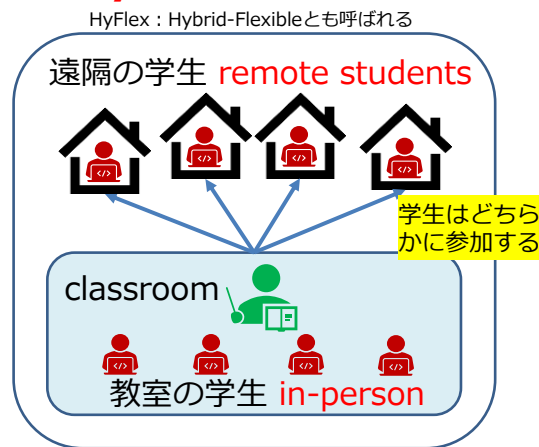 HyFlex：Hybrid-Flexibleとも呼ばれる
遠隔の学生 remote students
学生はどちら
かに参加する
classroom
教室の学生 in-person